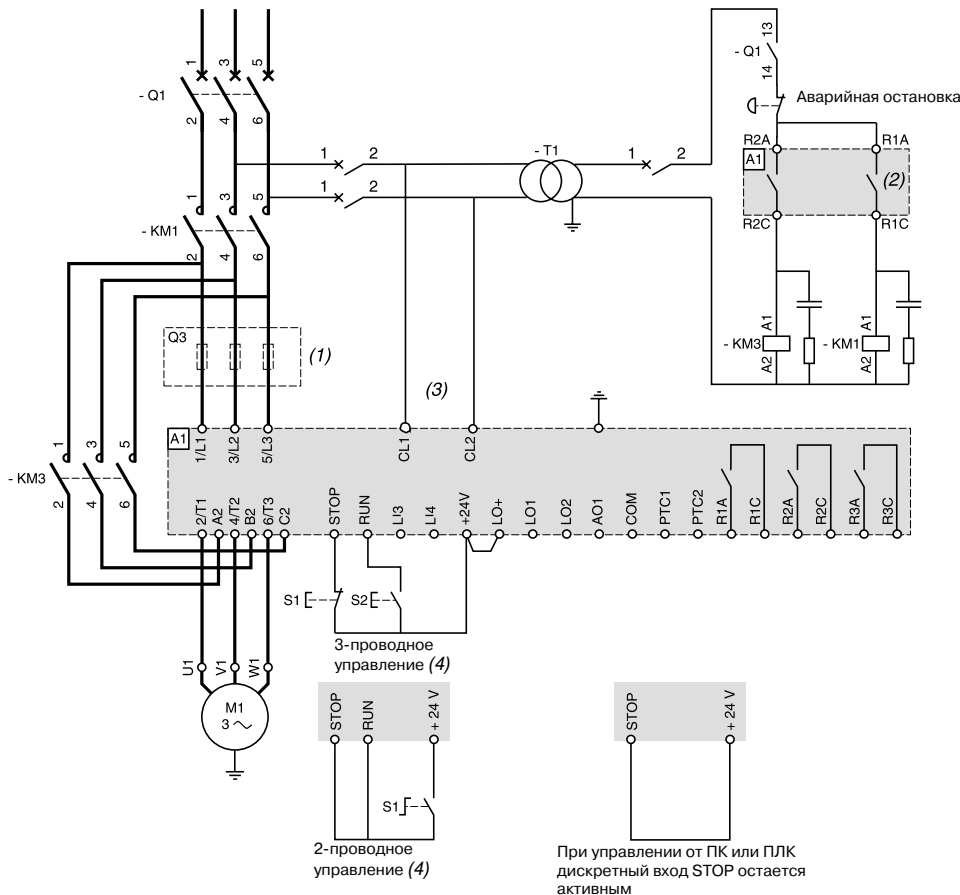 1 3 5
- Q1
2 4 6
13
- Q1
14
Аварийная остановка
1 2
1 2
- T1
1 2
R2A R1A
A1
(2)
R2C R1C
1 3 5
- KM1
2 4 6
A1 A1
- KM3 - KM1
A2 A2
Q3
(1)
(3)
A1
1/L1 3/L2 5/L3 CL1 CL2
1 3 5
- KM3
2 4 6
2/T1 A2 4/T2 B2 6/T3 C2 STOP RUN LI3 LI4 +24V LO+ LO1 LO2 AO1 COM PTC1 PTC2 R1A R1C R2A R2C R3A R3C
S1 S2
3-проводное
управление (4)
U1 V1 W1
M1
3
STOP RUN + 24 V
S1
2-проводное
управление (4)
STOP + 24 V
При управлении от ПК или ПЛК
дискретный вход STOP остается
активным